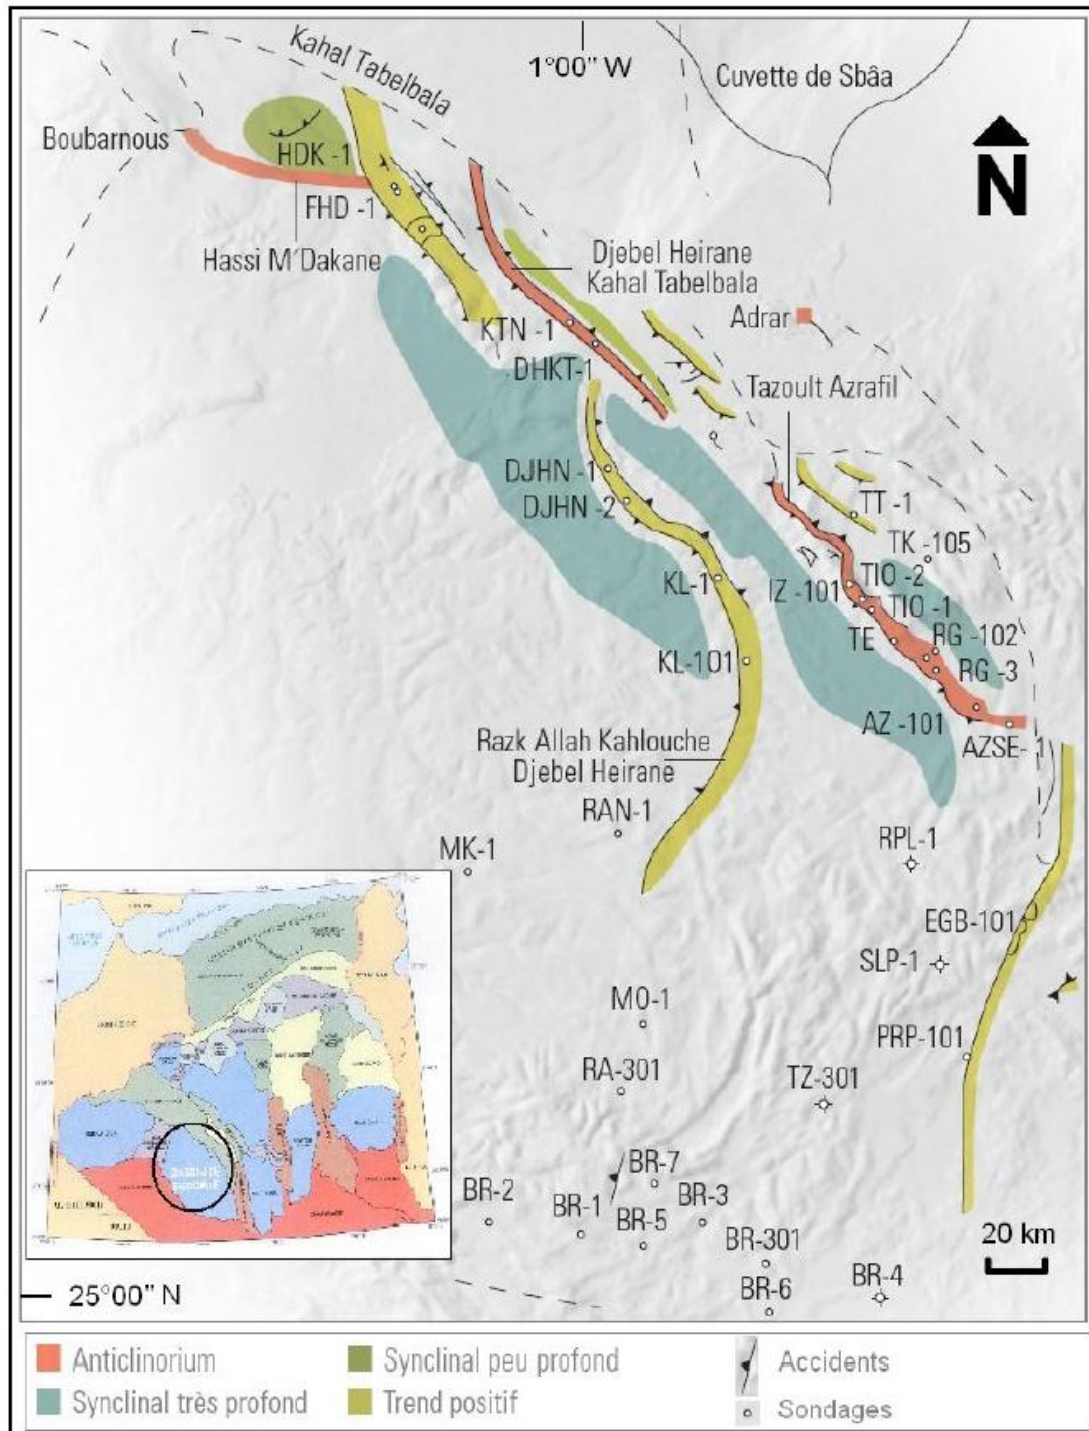 Kahal Tabelbala
1°00" W
Cuvette de Sbâa
Boubarnous
HDK -1
N
FHD -1
Hassi M'Dakane
Djebel Heirane
Kahal Tabelbala
Adrar
KTN -1
DHKT-1
Tazoult Azrafil
DJHN -1
DJHN -2
TT -1
TK -105
KL-1
IZ -101
TIO -2
TIO -1
TE
RG -102
KL-101
RG -3
AZ -101
AZSE- 1
Razk Allah Kahlouche
Djebel Heirane
RAN-1
MK-1
RPL-1
EGB-101
SLP-1
MO-1
PRP-101
RA-301
TZ-301
BR-7
BR-2
BR-3
BR-1
BR-5
BR-301
20 km
BR-4
BR-6
25°00" N
Anticlinorium
Synclinal peu profond
Accidents
Synclinal très profond
Trend positif
Sondages